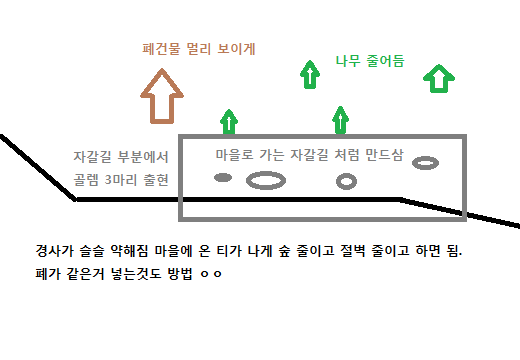 폐건물 멀리 보이게
나무 줄어듬
자갈길 부분에서
골렘 3마리 출현
마을로 가는 자갈길 처럼 만드삼
경사가 슬슬 약해짐 마을에 온 티가 나게 숲 줄이고 절벽 줄이고 하면 됨.
폐가 같은거 넣는것도 방법 ㅇㅇ